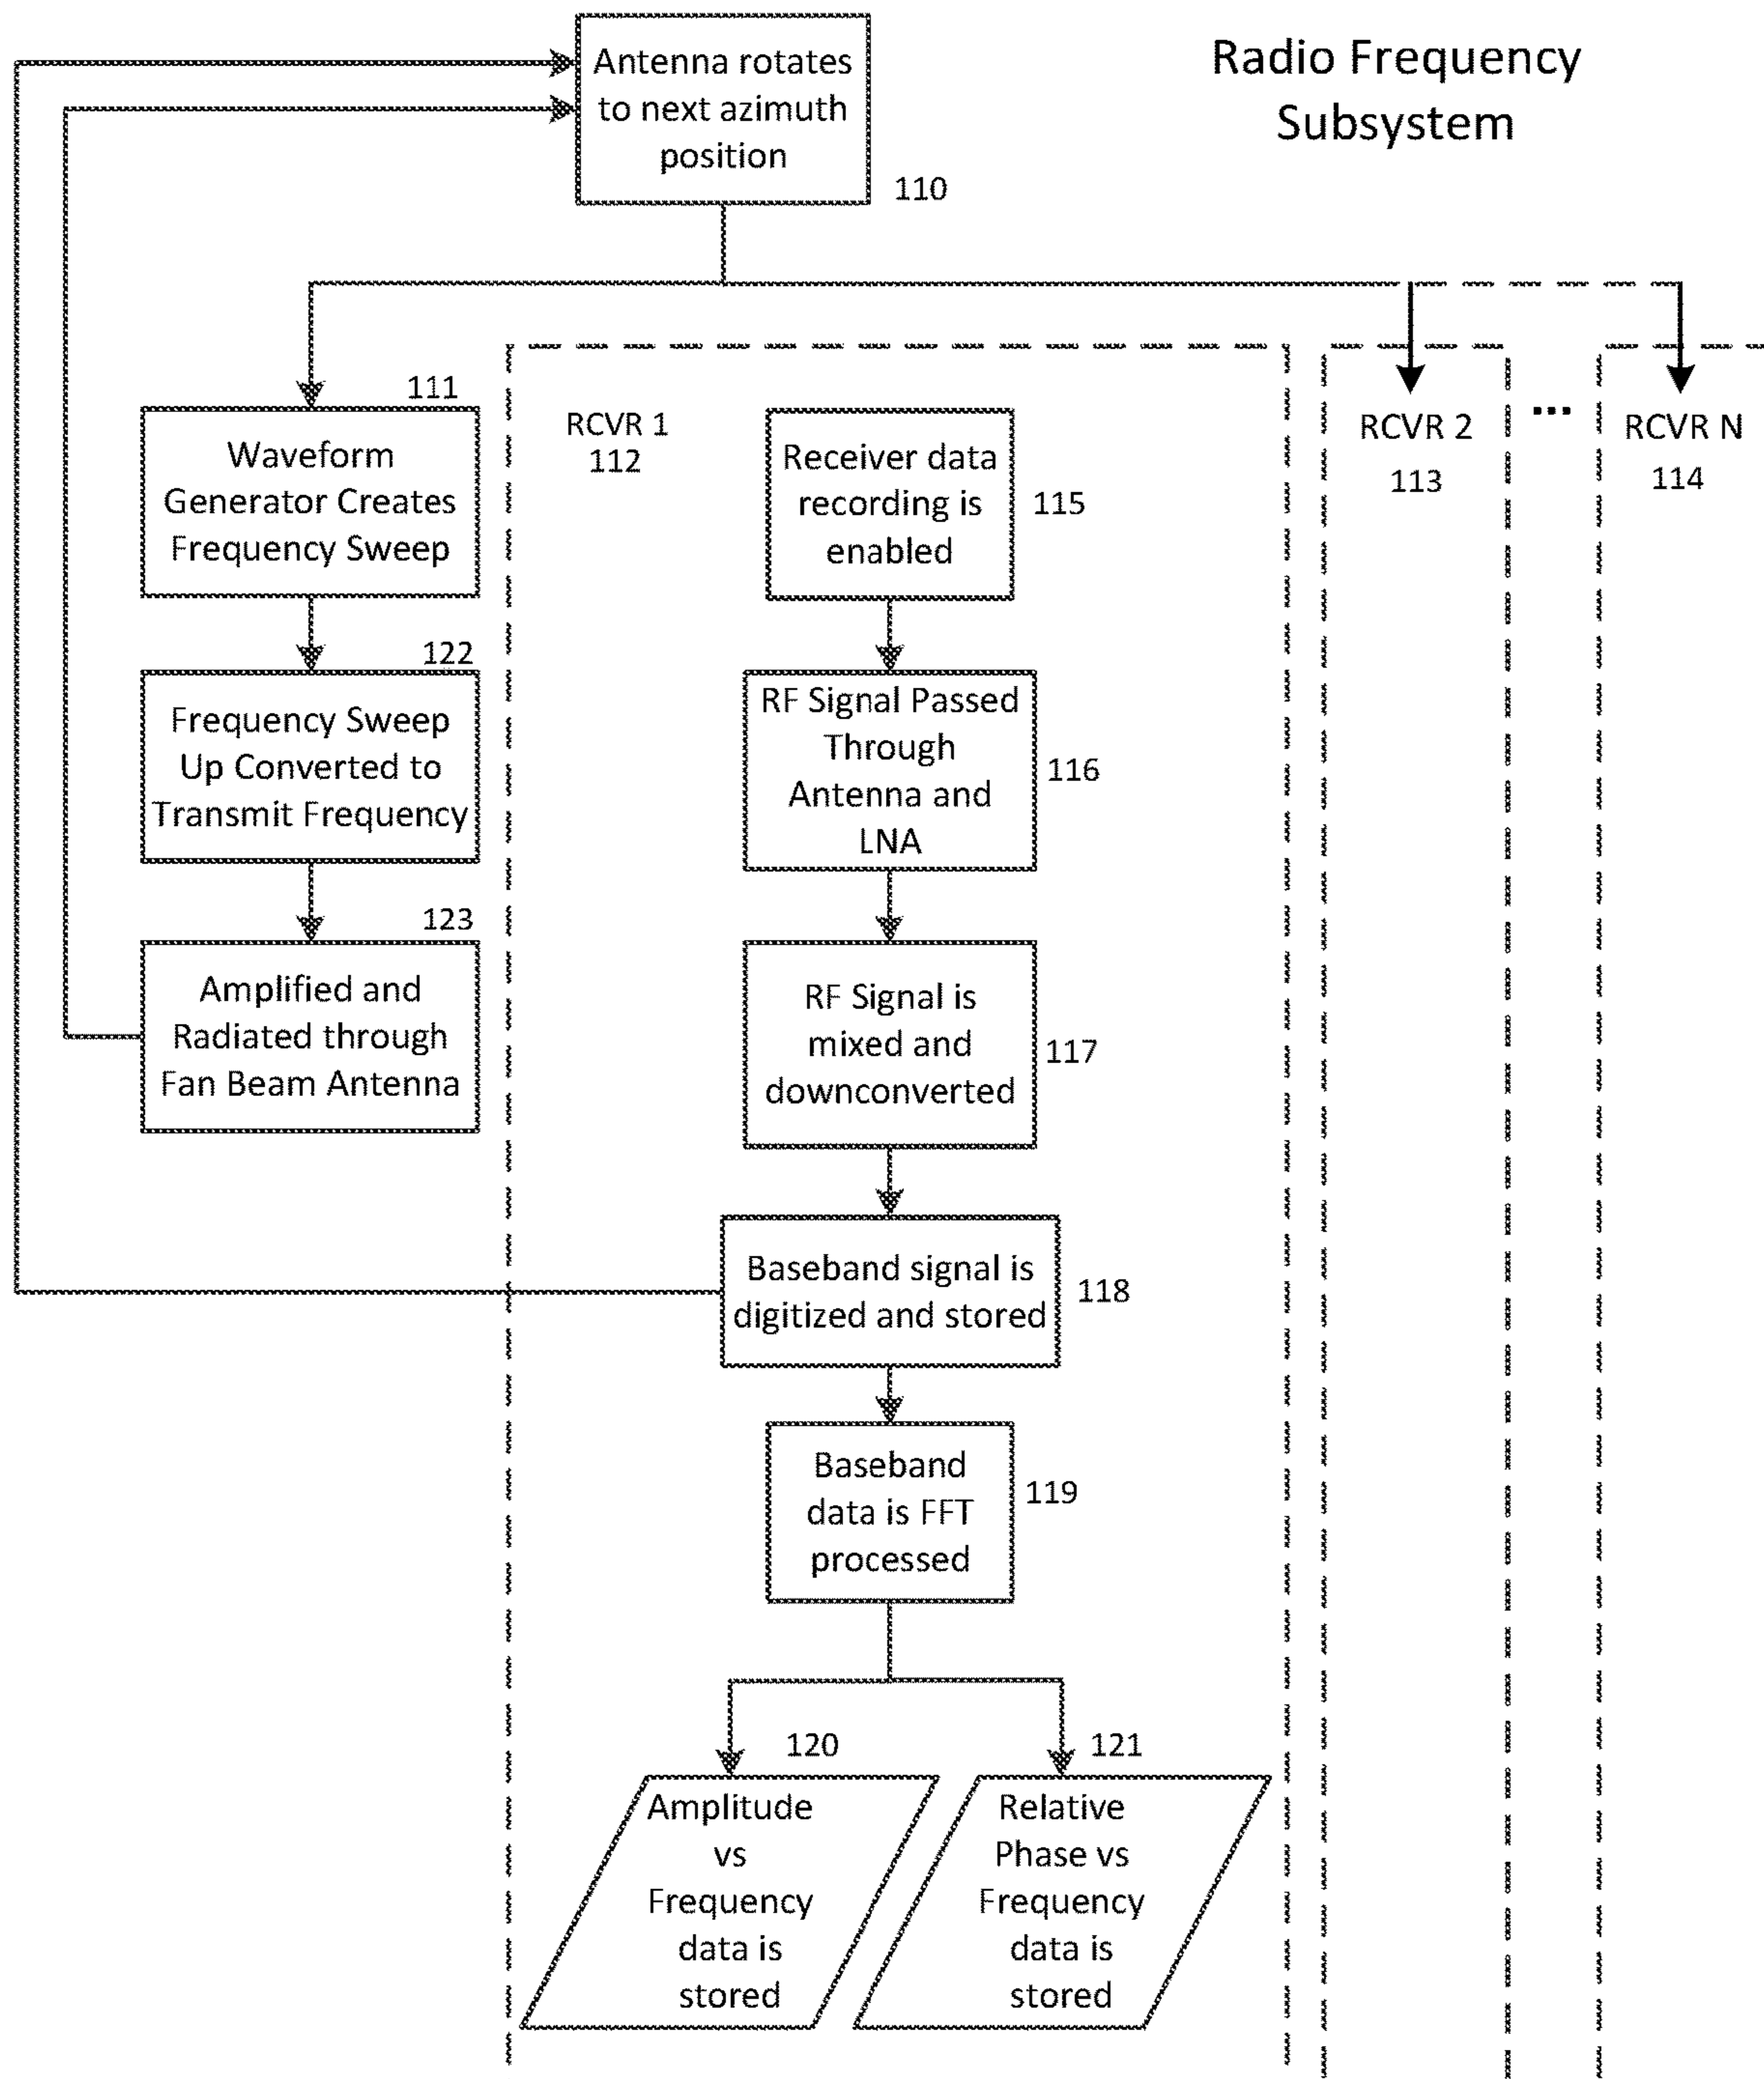 Radio Frequency
Subsystem
Antenna rotates
to next azimuth
position
110
111
Waveform
Generator Creates
Frequency Sweep
122
Frequency Sweep
Up Converted to
Transmit Frequency
123
Amplified and
Radiated through
Fan Beam Antenna
RCVR 1
112
Receiver data
recording is
enabled
115
RF Signal Passed
Through
Antenna and
LNA
116
RF Signal is
mixed and
downconverted
117
Baseband signal is
digitized and stored
118
Baseband
data is FFT
processed
119
120
Amplitude
vs
Frequency
data is
stored
121
Relative
Phase vs
Frequency
data is
stored
RCVR 2
113
...
RCVR N
114